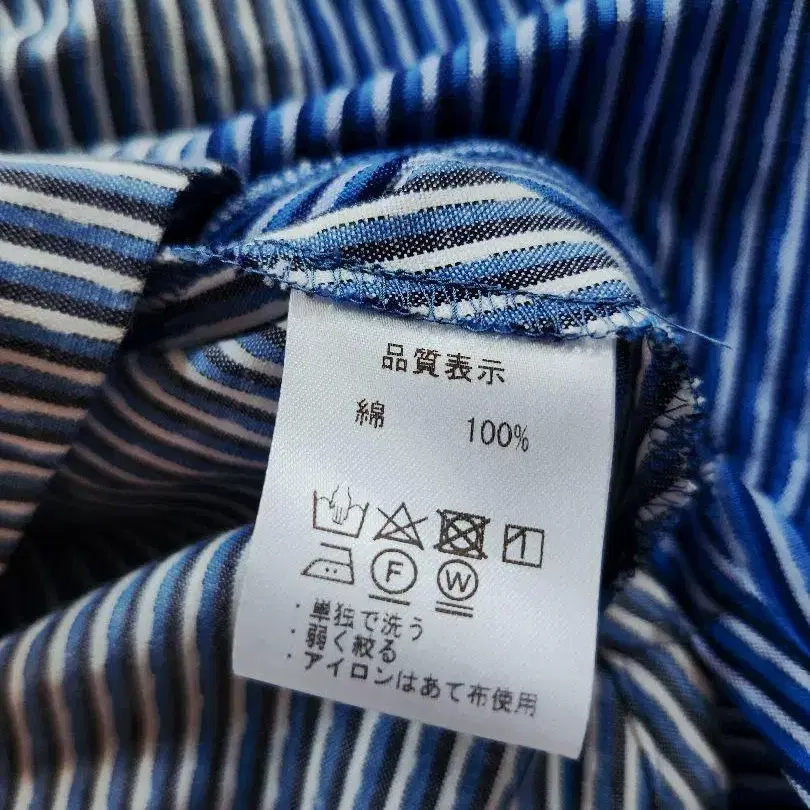 品質表示
綿 100%
F W
・単独で洗う
・弱く絞る
・アイロンはあて布使用